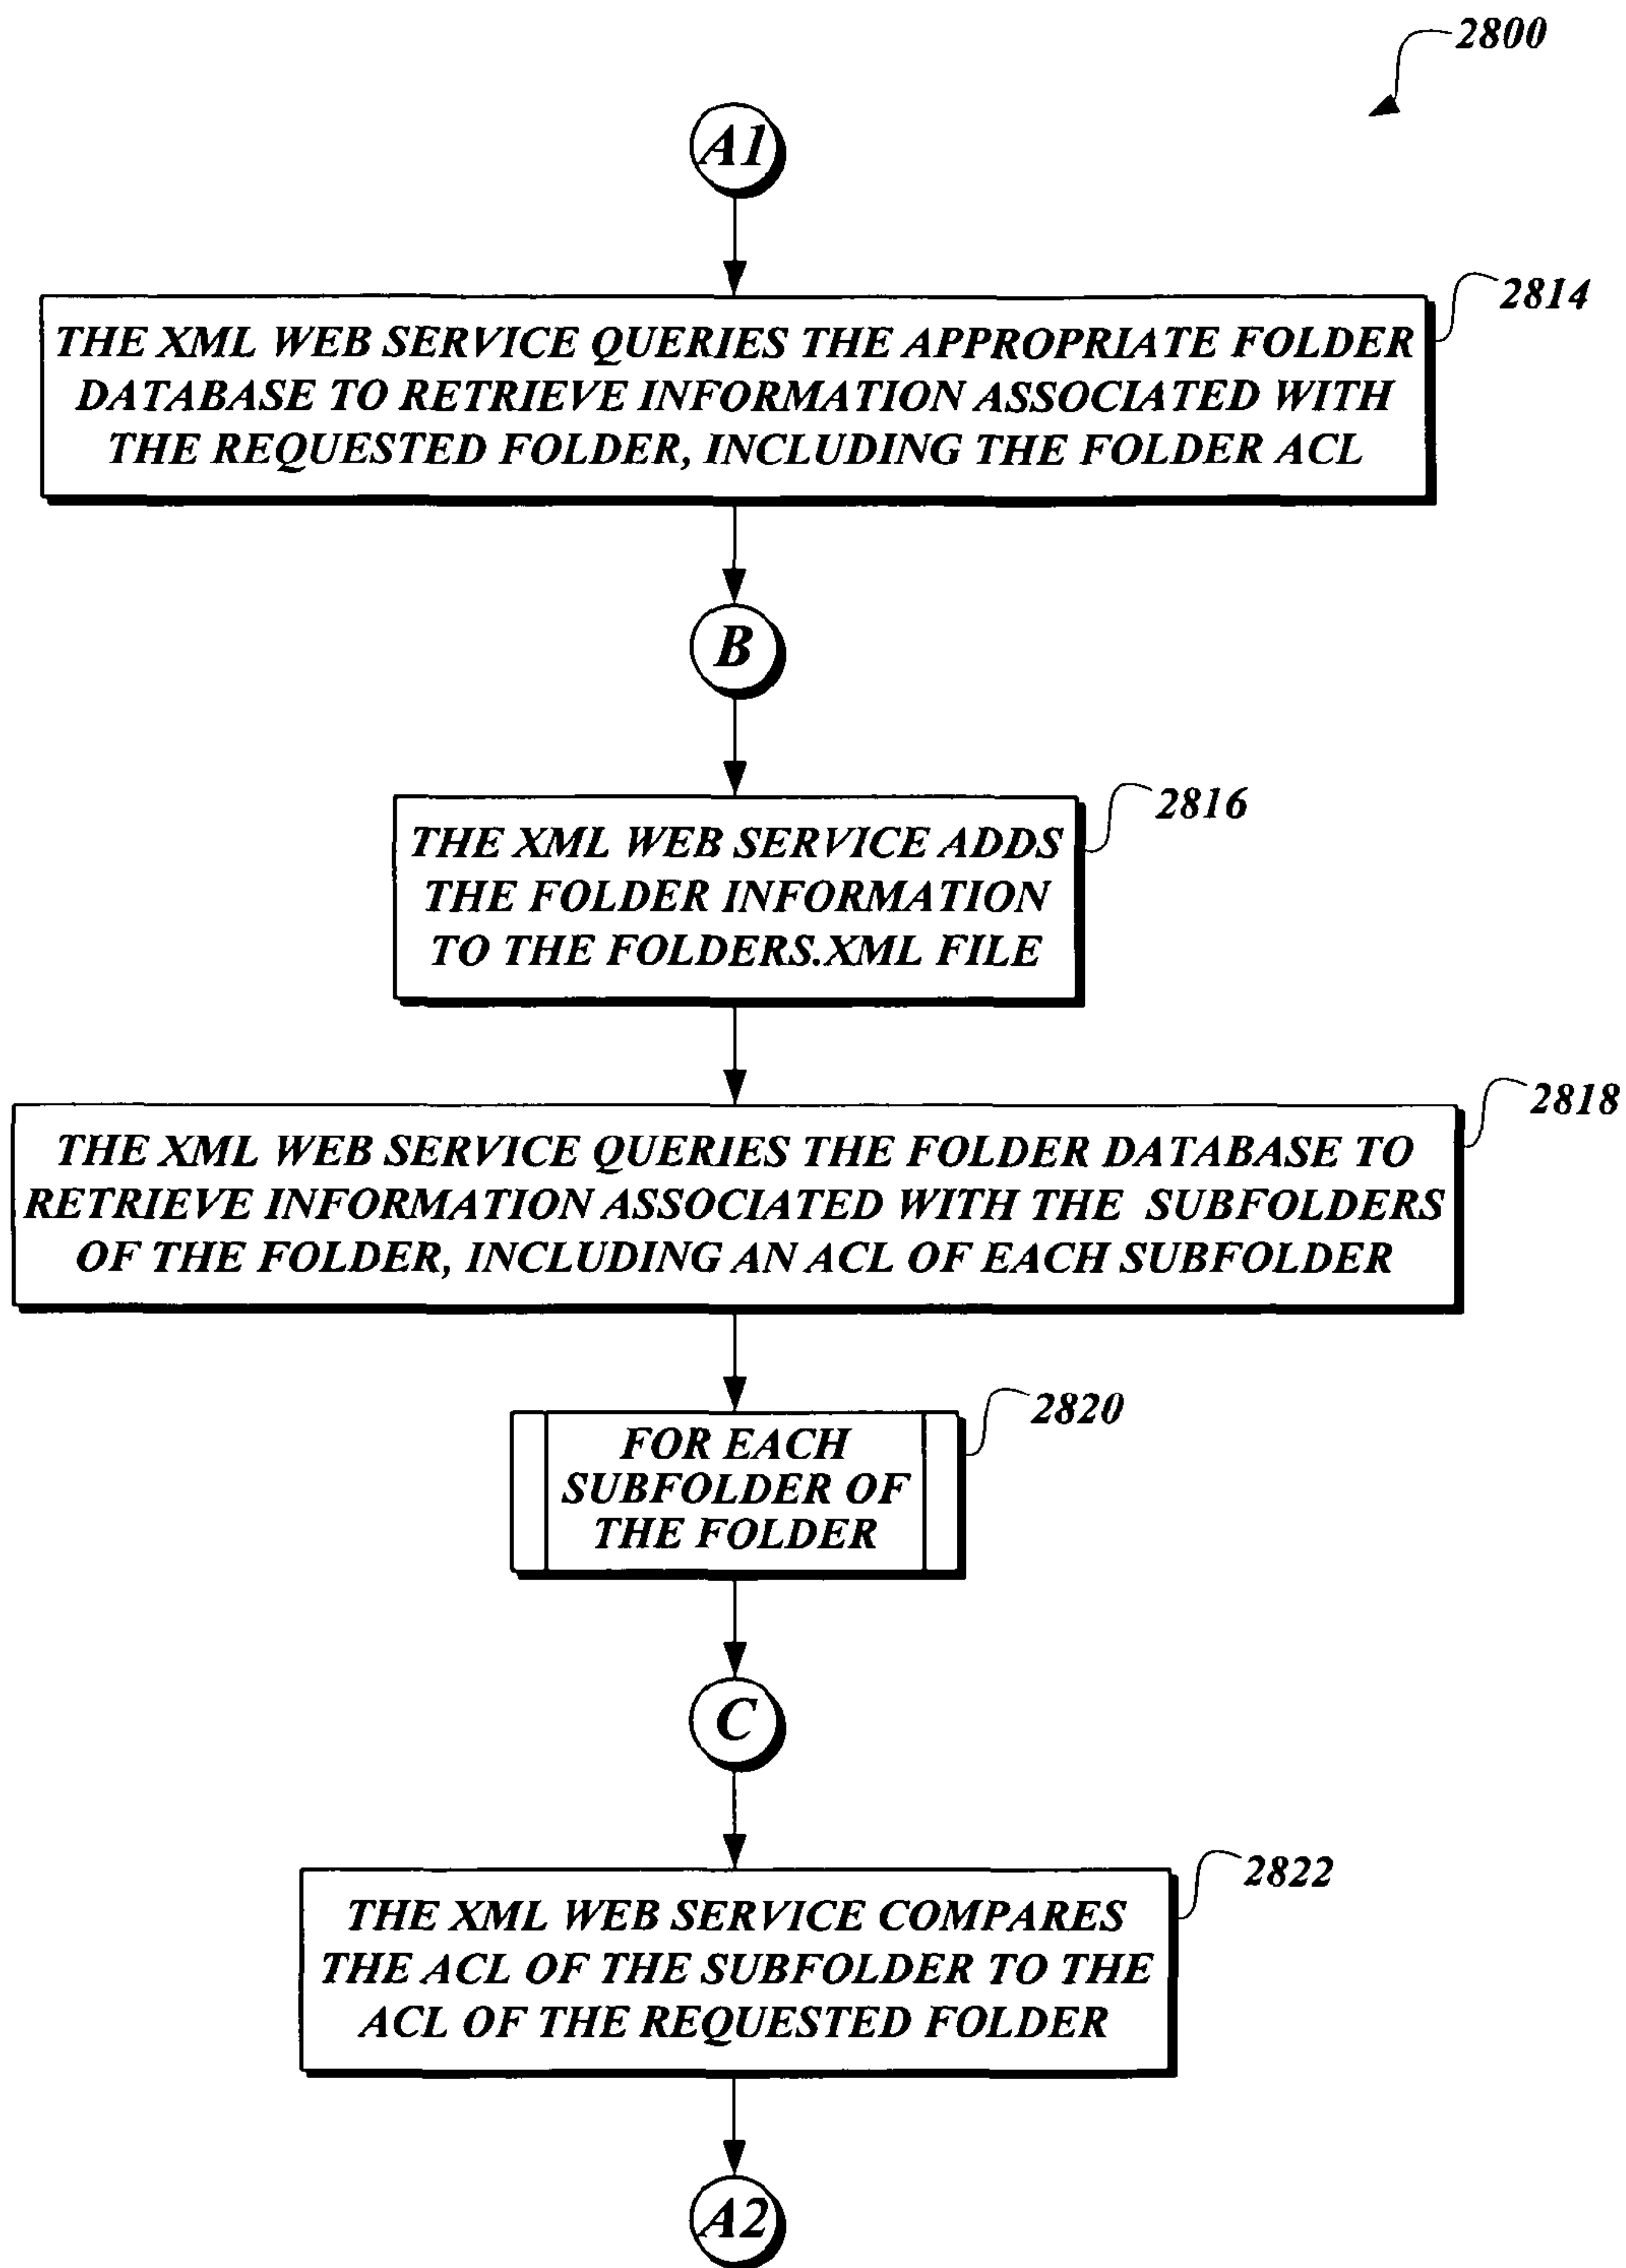 2800
A1
2814
THE XML WEB SERVICE QUERIES THE APPROPRIATE FOLDER
DATABASE TO RETRIEVE INFORMATION ASSOCIATED WITH
THE REQUESTED FOLDER, INCLUDING THE FOLDER ACL
B
2816
THE XML WEB SERVICE ADDS
THE FOLDER INFORMATION
TO THE FOLDERS.XML FILE
2818
THE XML WEB SERVICE QUERIES THE FOLDER DATABASE TO
RETRIEVE INFORMATION ASSOCIATED WITH THE SUBFOLDERS
OF THE FOLDER, INCLUDING AN ACL OF EACH SUBFOLDER
2820
FOR EACH
SUBFOLDER OF
THE FOLDER
C
2822
THE XML WEB SERVICE COMPARES
THE ACL OF THE SUBFOLDER TO THE
ACL OF THE REQUESTED FOLDER
A2